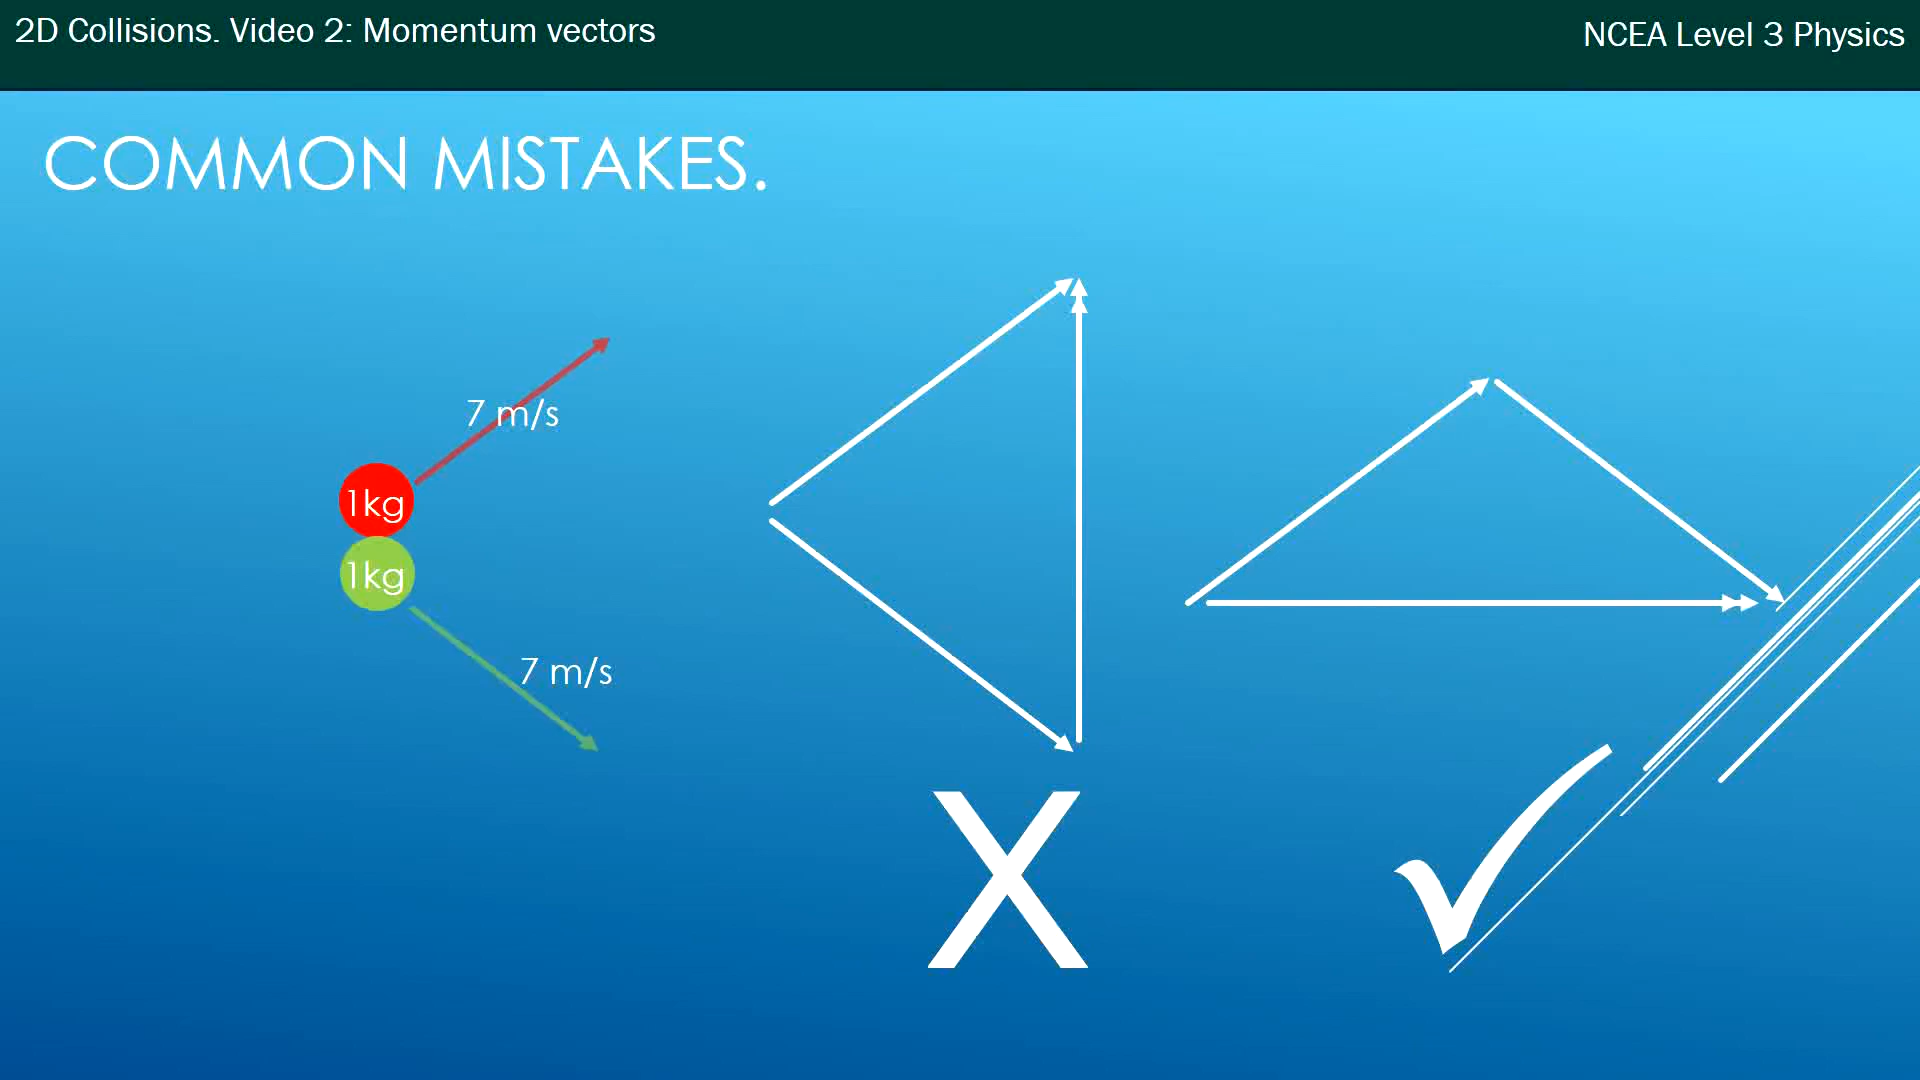 2D Collisions. Video 2: Momentum vectors
NCEA Level 3 Physics
COMMON MISTAKES.
7 m/s
1kg
1kg
7 m/s
X